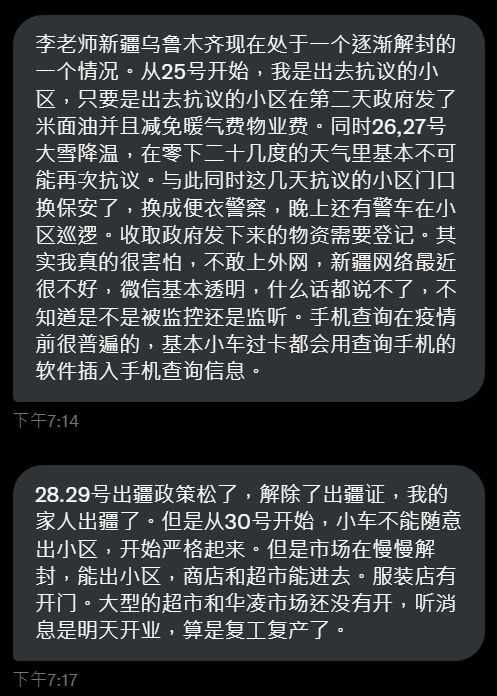 李老师新疆乌鲁木齐现在处于一个逐渐解封的
一个情况。从25号开始，我是出去抗议的小
区，只要是出去抗议的小区在第二天政府发了
米面油并且减免暖气费物业费。同时26,27号
大雪降温，在零下二十几度的天气里基本不可
能再次抗议。与此同时这几天抗议的小区门口
换保安了，换成便衣警察，晚上还有警车在小
区巡逻。收取政府发下来的物资需要登记。其
实我真的很害怕，不敢上外网，新疆网络最近
很不好，微信基本透明，什么话都说不了，不
知道是不是被监控还是监听。手机查询在疫情
前很普遍的，基本小车过卡都会用查询手机的
软件插入手机查询信息。
下午7:14
28.29号出疆政策松了，解除了出疆证，我的
家人出疆了。但是从30号开始，小车不能随意
出小区，开始严格起来。但是市场在慢慢解
封，能出小区，商店和超市能进去。服装店有
开门。大型的超市和华凌市场还没有开，听消
息是明天开业，算是复工复产了。
下午7:17